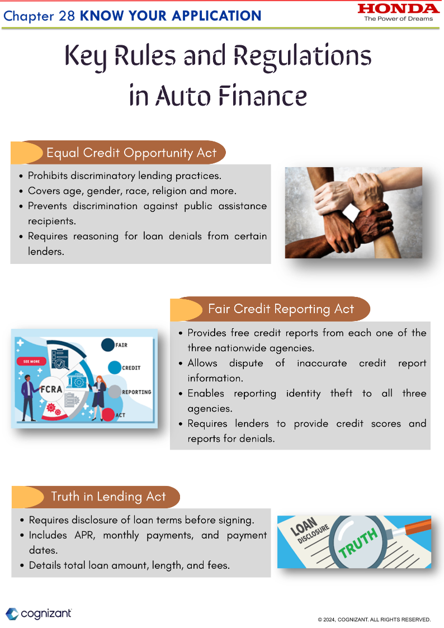 Chapter 28 KNOW YOUR APPLICATION
HONDA
The Power of Dreams
Key Rules and Regulations
in Auto Finance
Equal Credit Opportunity Act
• Prohibits discriminatory lending practices.
• Covers age, gender, race, religion and more.
• Prevents discrimination against public assistance
recipients.
• Requires reasoning for loan denials from certain
lenders.
Fair Credit Reporting Act
• Provides free credit reports from each one of the
three nationwide agencies.
• Allows dispute of inaccurate credit report
information.
• Enables reporting identity theft to all three
agencies.
• Requires lenders to provide credit scores and
reports for denials.
SEE MORE
FCRA
FAIR
CREDIT
REPORTING
ACT
Truth in Lending Act
• Requires disclosure of loan terms before signing.
• Includes APR, monthly payments, and payment
dates.
• Details total loan amount, length, and fees.
LOAN
DISCLOSURE
TRUTH
cognizant
© 2024, COGNIZANT. ALL RIGHTS RESERVED.